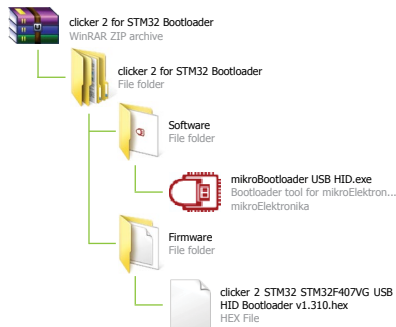 clicker 2 for STM32 Bootloader
WinRAR ZIP archive
clicker 2 for STM32 Bootloader
File folder
Software
File folder
mikroBootloader USB HID.exe
Bootloader tool for mikroElektron...
mikroElektronika
Firmware
File folder
clicker 2 STM32 STM32F407VG USB
HID Bootloader v1.310.hex
HEX File